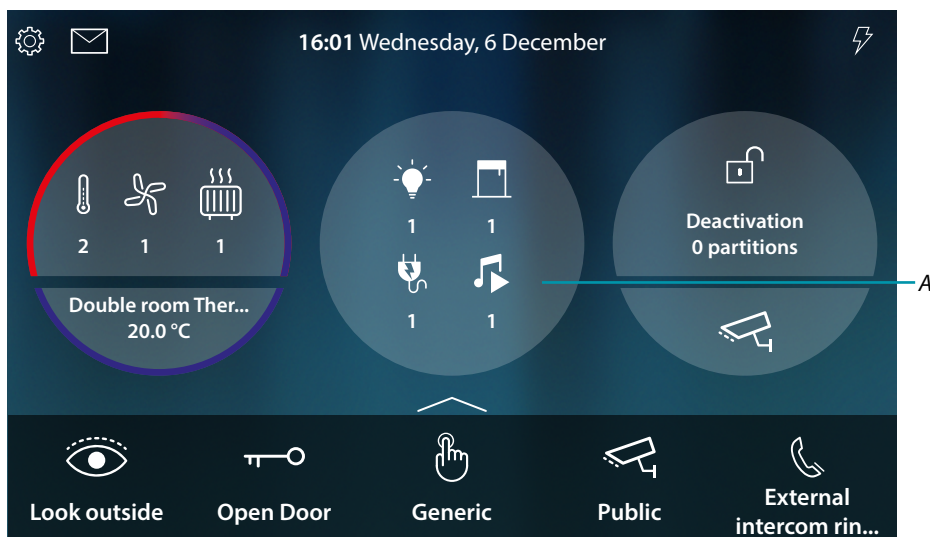 16:01 Wednesday, 6 December
2 1 1
Double room Ther...
20.0 °C
1 1
1 1
Deactivation
0 partitions
A
Look outside
Open Door
Generic
Public
External
intercom rin...